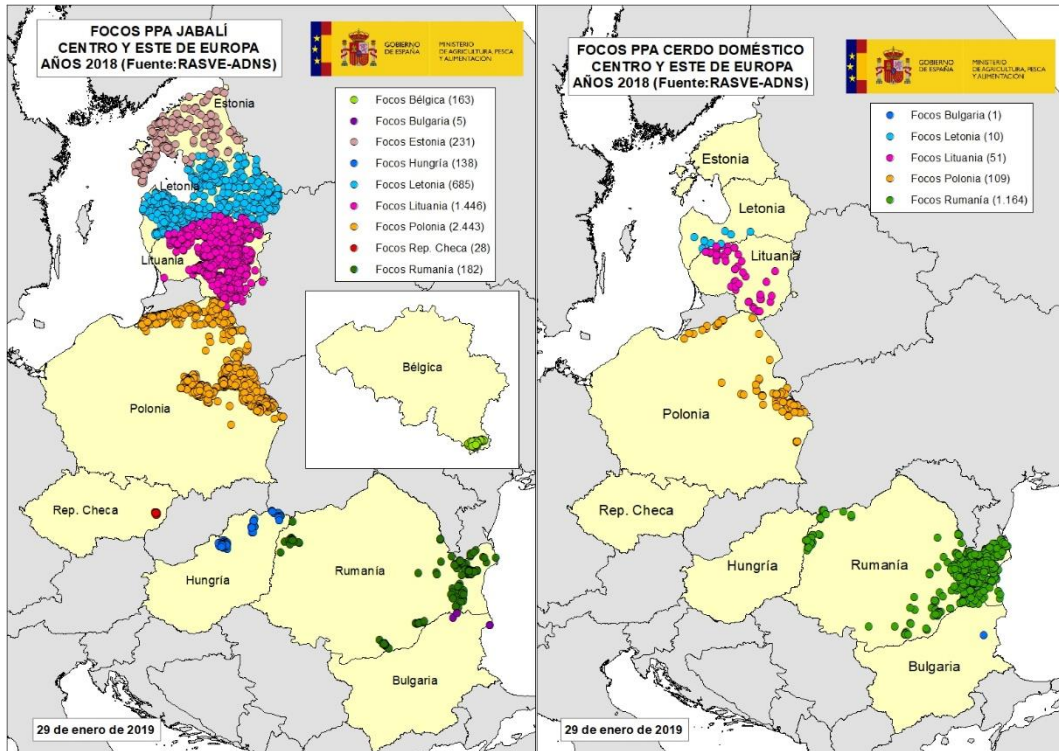 FOCOS PPA JABALÍ
CENTRO Y ESTE DE EUROPA
AÑOS 2018 (Fuente:RASVE-ADNS)
GOBIERNO
DE ESPAÑA
MINISTERIO
DE AGRICULTURA, PESCA
Y ALIMENTACIÓN
Focos Bélgica (163)
Focos Bulgaria (5)
Focos Estonia (231)
Focos Hungría (138)
Focos Letonia (685)
Focos Lituania (1.446)
Focos Polonia (2.443)
Focos Rep. Checa (28)
Focos Rumanía (182)
Estonia
Letonia
Lituania
Bélgica
Polonia
Rep. Checa
Hungría
Rumanía
Bulgaria
29 de enero de 2019
FOCOS PPA CERDO DOMÉSTICO
CENTRO Y ESTE DE EUROPA
AÑOS 2018 (Fuente:RASVE-ADNS)
GOBIERNO
DE ESPAÑA
MINISTERIO
DE AGRICULTURA, PESCA
Y ALIMENTACIÓN
Focos Bulgaria (1)
Focos Letonia (10)
Focos Lituania (51)
Focos Polonia (109)
Focos Rumanía (1.164)
Estonia
Letonia
Lituania
Polonia
Rep. Checa
Hungría
Rumanía
Bulgaria
29 de enero de 2019